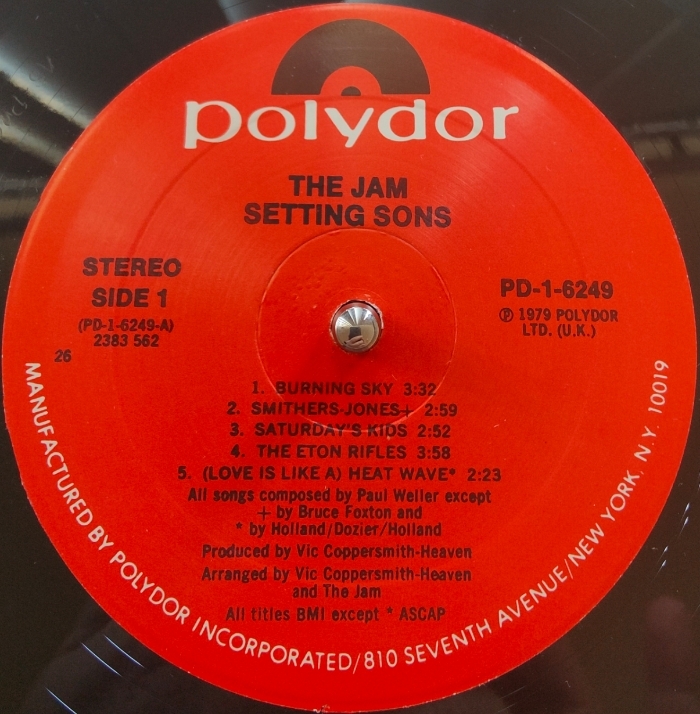 polydor
THE JAM
SETTING SONS
STEREO
SIDE 1
(PD-1-6249-A)
2383 562
26
PD-1-6249
℗ 1979 POLYDOR
LTD. (U.K.)
1. BURNING SKY 3:32
2. SMITHERS-JONES+ 2:59
3. SATURDAY'S KIDS 2:52
4. THE ETON RIFLES 3:58
5. (LOVE IS LIKE A) HEAT WAVE* 2:23
All songs composed by Paul Weller except
+ by Bruce Foxton and
* by Holland/Dozier/Holland
Produced by Vic Coppersmith-Heaven
Arranged by Vic Coppersmith-Heaven
and The Jam
All titles BMI except * ASCAP
MANUFACTURED BY POLYDOR INCORPORATED/810 SEVENTH AVENUE/NEW YORK, N.Y. 10019